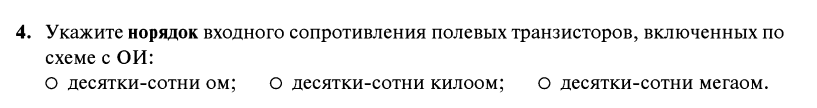 4. Укажите норядок входного сопротивления полевых транзисторов, включенных по
схеме с ОИ:
О десятки-сотни ом; О десятки-сотни килоом; О десятки-сотни мегаом.